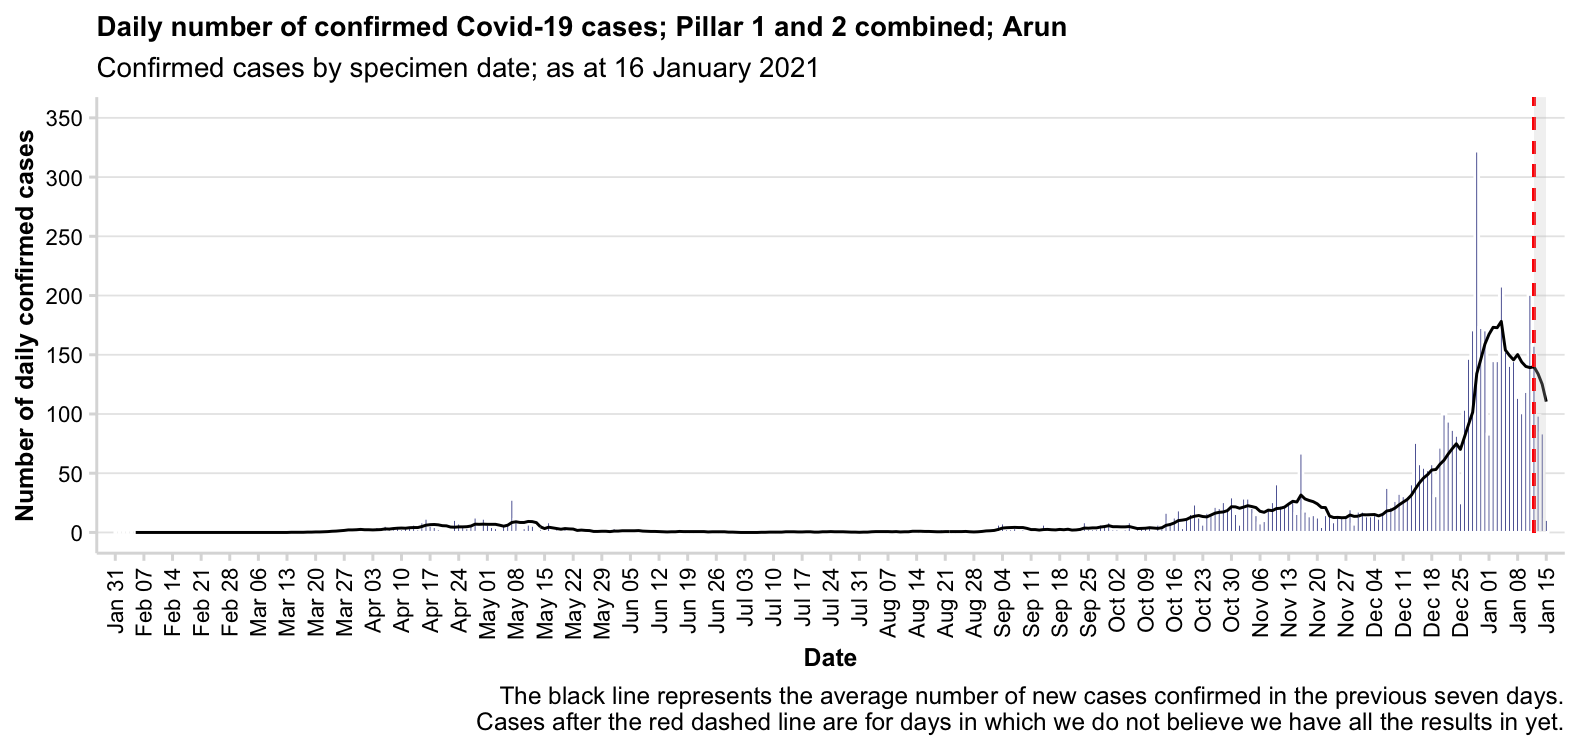 Daily number of confirmed Covid-19 cases; Pillar 1 and 2 combined; Arun
Confirmed cases by specimen date; as at 16 January 2021
Number of daily confirmed cases
350
300
250
200
150
100
50
0
Jan 31
Feb 07
Feb 14
Feb 21
Feb 28
Mar 06
Mar 13
Mar 20
Mar 27
Apr 03
Apr 10
Apr 17
Apr 24
May 01
May 08
May 15
May 22
May 29
Jun 05
Jun 12
Jun 19
Jun 26
Jul 03
Jul 10
Jul 17
Jul 24
Jul 31
Aug 07
Aug 14
Aug 21
Aug 28
Sep 04
Sep 11
Sep 18
Sep 25
Oct 02
Oct 09
Oct 16
Oct 23
Oct 30
Nov 06
Nov 13
Nov 20
Nov 27
Dec 04
Dec 11
Dec 18
Dec 25
Jan 01
Jan 08
Jan 15
Date
The black line represents the average number of new cases confirmed in the previous seven days.
Cases after the red dashed line are for days in which we do not believe we have all the results in yet.